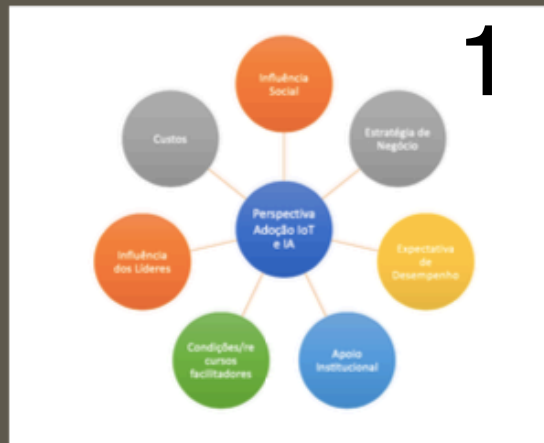 1
Influência
Social
Estratégia de
Negócio
Expectativa
de
Desempenho
Apoio
Institucional
Condições/re
cursos
facilitadores
Influência
dos Líderes
Custos
Perspectiva
Adoção IoT
e IA